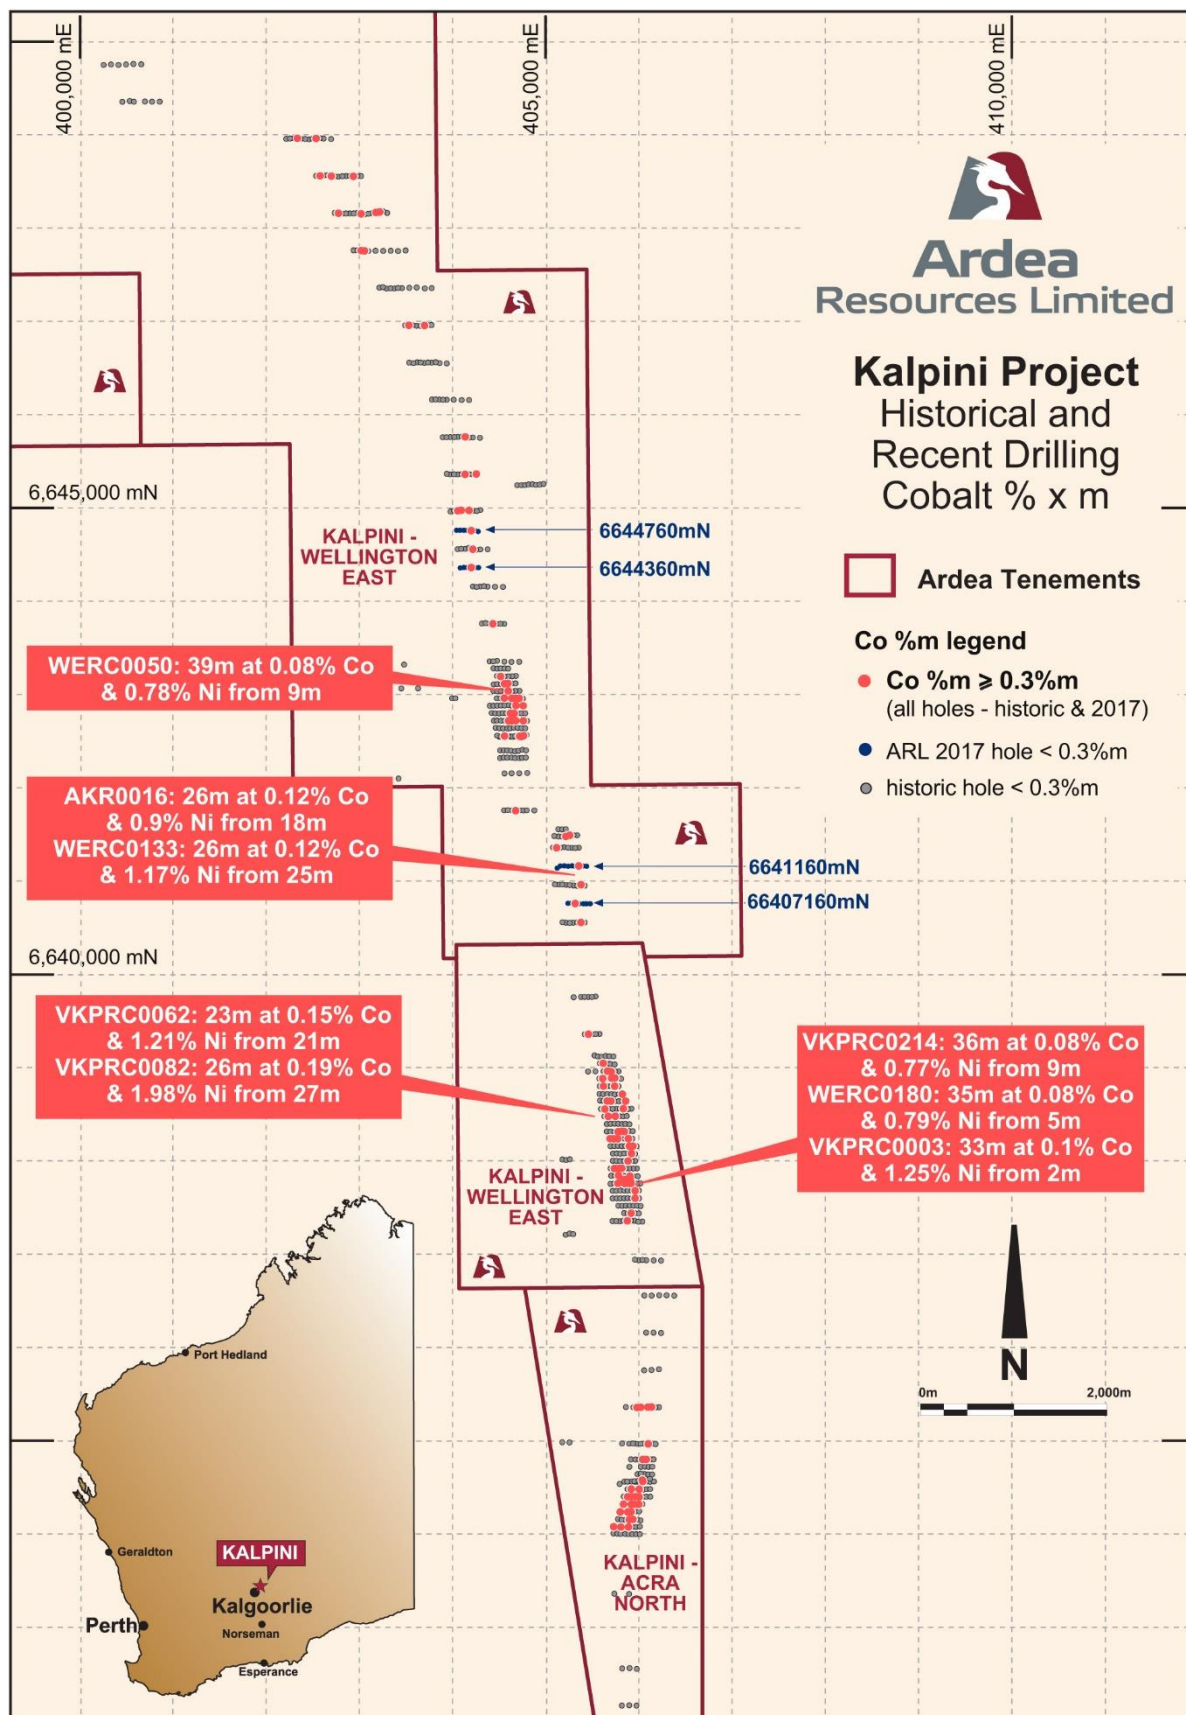 400,000 mE
405,000 mE
410,000 mE
Ardea
Resources Limited
Kalpini Project
Historical and
Recent Drilling
Cobalt % x m
6,645,000 mN
KALPINI -
WELLINGTON
EAST
6644760mN
6644360mN
Ardea Tenements
Co %m legend
Co %m ⩾ 0.3%m
(all holes - historic & 2017)
ARL 2017 hole < 0.3%m
historic hole < 0.3%m
WERC0050: 39m at 0.08% Co
& 0.78% Ni from 9m
AKR0016: 26m at 0.12% Co
& 0.9% Ni from 18m
WERC0133: 26m at 0.12% Co
& 1.17% Ni from 25m
6641160mN
66407160mN
6,640,000 mN
VKPRC0062: 23m at 0.15% Co
& 1.21% Ni from 21m
VKPRC0082: 26m at 0.19% Co
& 1.98% Ni from 27m
VKPRC0214: 36m at 0.08% Co
& 0.77% Ni from 9m
WERC0180: 35m at 0.08% Co
& 0.79% Ni from 5m
VKPRC0003: 33m at 0.1% Co
& 1.25% Ni from 2m
KALPINI -
WELLINGTON
EAST
N
0m
2,000m
Port Hedland
Geraldton
KALPINI
Kalgoorlie
Perth
Norseman
Esperance
KALPINI -
ACRA
NORTH